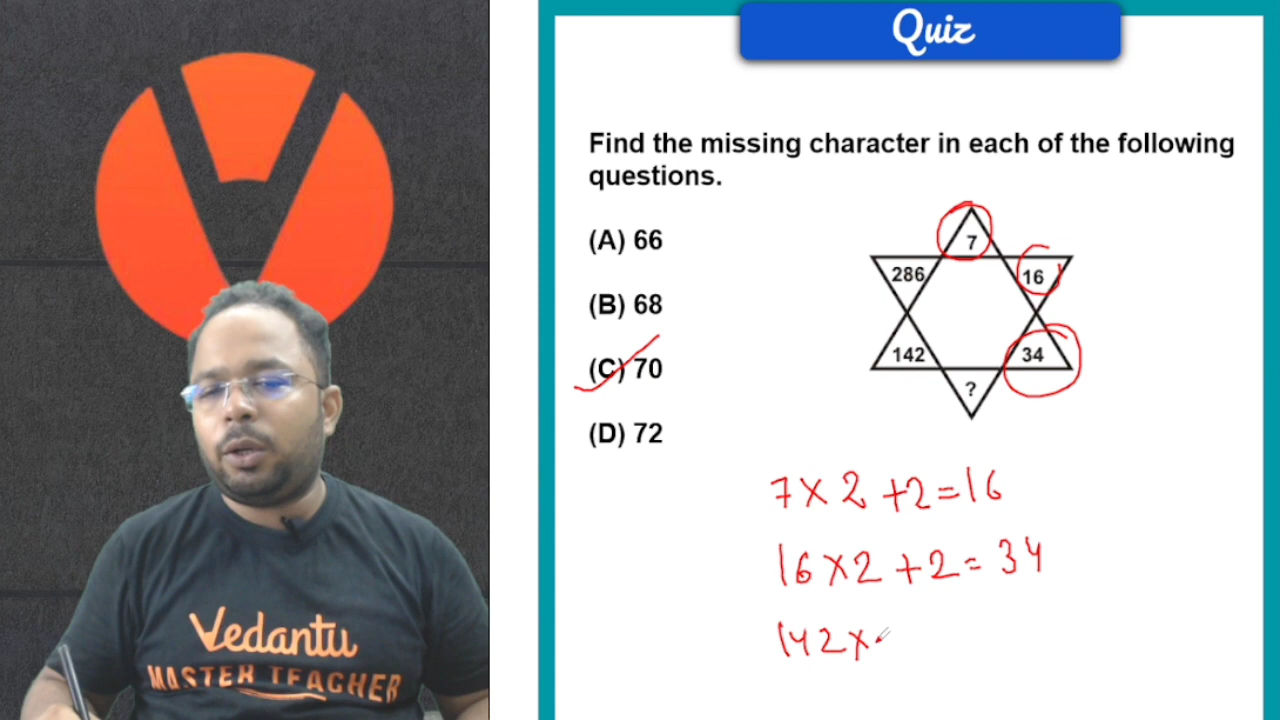 Quiz
Find the missing character in each of the following
questions.
(A) 66
(B) 68
(C) 70
(D) 72
7
286
16
142
34
?
7 × 2 + 2 = 16
16 × 2 + 2 = 34
142 ×
Vedantu
MASTER TEACHER